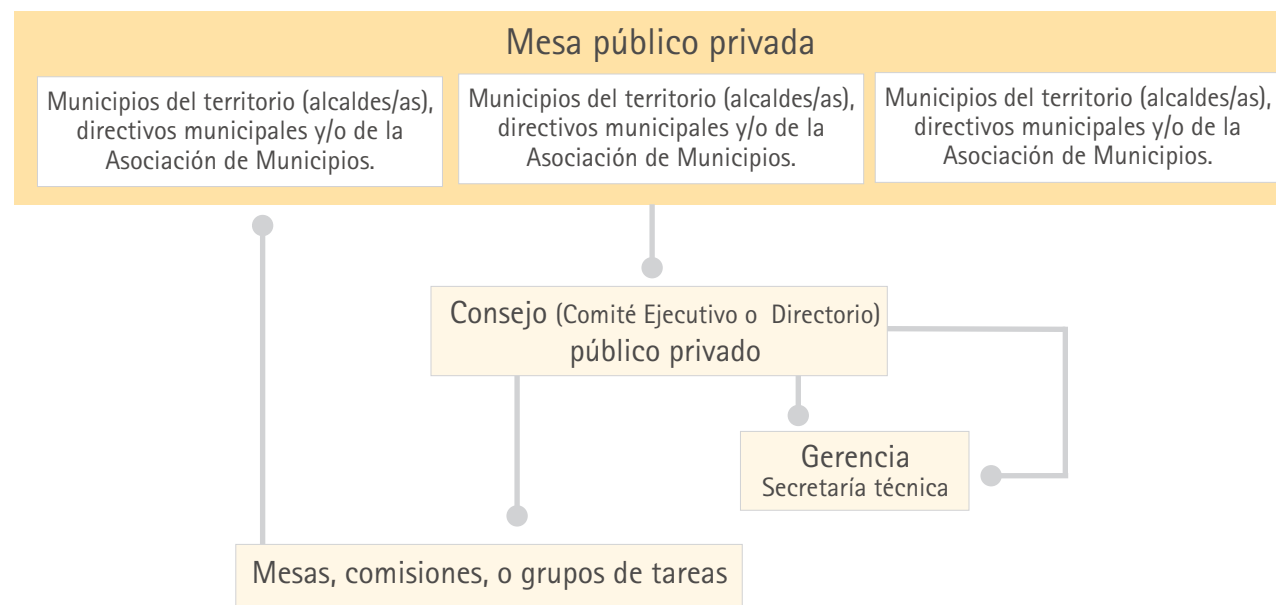 Mesa público privada
Municipios del territorio (alcaldes/as),
directivos municipales y/o de la
Asociación de Municipios.
Municipios del territorio (alcaldes/as),
directivos municipales y/o de la
Asociación de Municipios.
Municipios del territorio (alcaldes/as),
directivos municipales y/o de la
Asociación de Municipios.
Consejo (Comité Ejecutivo o Directorio)
público privado
Gerencia
Secretaría técnica
Mesas, comisiones, o grupos de tareas